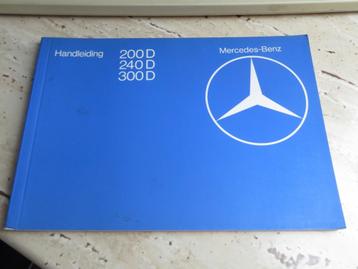 Handleiding 200 D
240 D
300 D
Mercedes-Benz